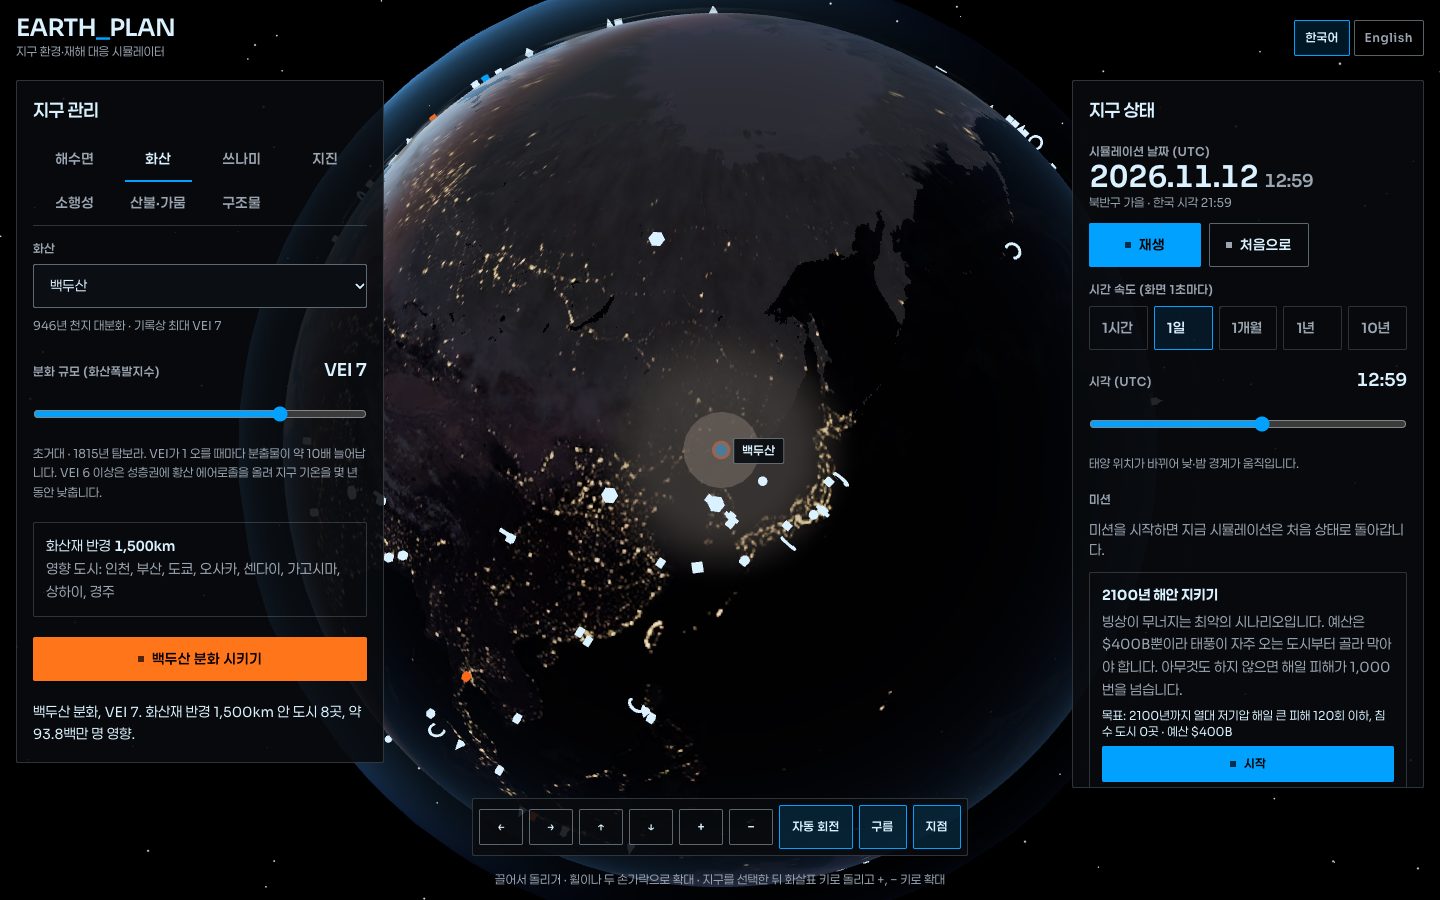 EARTH_PLAN
지구 환경·재해 대응 시뮬레이터
한국어
English
지구 관리
해수면
화산
쓰나미
지진
소행성
산불·가뭄
구조물
화산
백두산
946년 천지 대분화 · 기록상 최대 VEI 7
분화 규모 (화산폭발지수)
VEI 7
초거대 · 1815년 탐보라. VEI가 1 오를 때마다 분출물이 약 10배 늘어납
니다. VEI 6 이상은 성층권에 황산 에어로졸을 올려 지구 기온을 몇 년
동안 낮춥니다.
화산재 반경 1,500km
영향 도시: 인천, 부산, 도쿄, 오사카, 센다이, 가고시마,
상하이, 경주
백두산 분화 시키기
백두산 분화, VEI 7. 화산재 반경 1,500km 안 도시 8곳, 약
93.8백만 명 영향.
백두산
지구 상태
시뮬레이션 날짜 (UTC)
2026.11.12 12:59
북반구 가을 · 한국 시각 21:59
재생
처음으로
시간 속도 (화면 1초마다)
1시간
1일
1개월
1년
10년
시각 (UTC)
12:59
태양 위치가 바뀌어 낮·밤 경계가 움직입니다.
미션
미션을 시작하면 지금 시뮬레이션은 처음 상태로 돌아갑니
다.
2100년 해안 지키기
빙상이 무너지는 최악의 시나리오입니다. 예산은
$400B뿐이라 태풍이 자주 오는 도시부터 골라 막아
야 합니다. 아무것도 하지 않으면 해일 피해가 1,000
번을 넘습니다.
목표: 2100년까지 열대 저기압 해일 큰 피해 120회 이하, 침
수 도시 0곳 · 예산 $400B
시작
← → ↑ ↓ + −
자동 회전
구름
지점
끌어서 돌리기 · 휠이나 두 손가락으로 확대 · 지구를 선택한 뒤 화살표 키로 돌리고 +, − 키로 확대